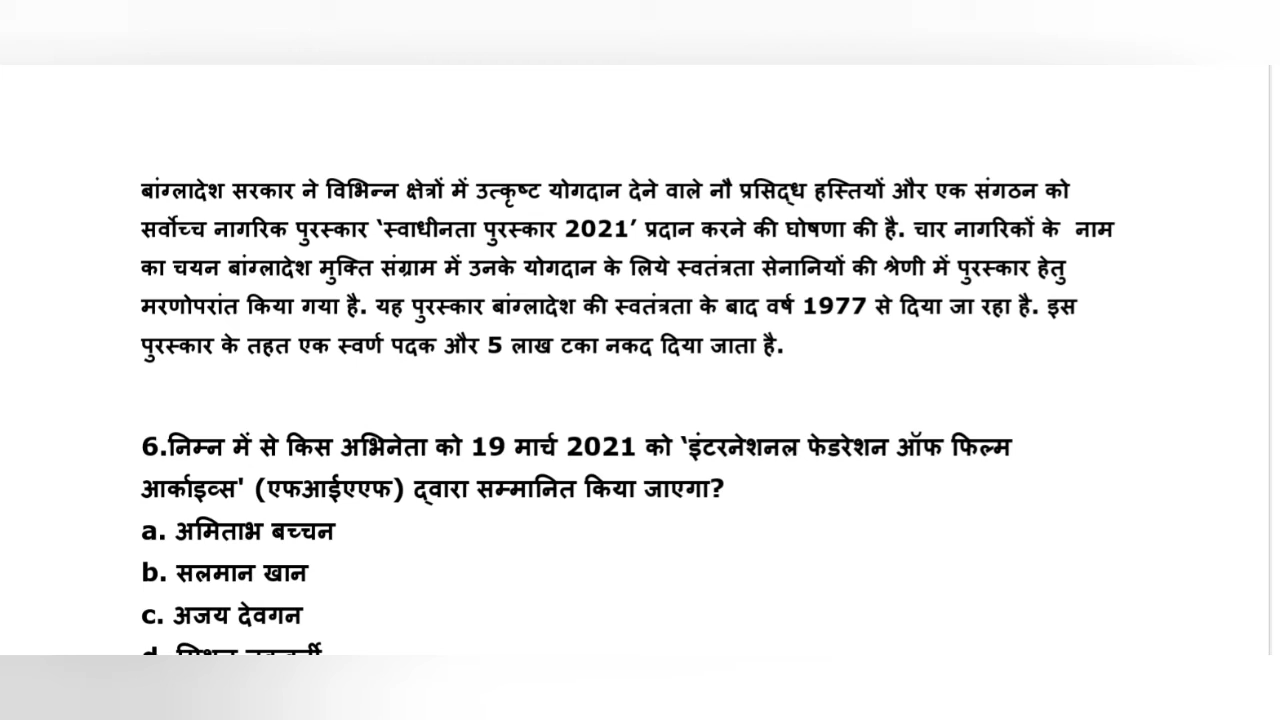 बांग्लादेश सरकार ने विभिन्न क्षेत्रों में उत्कृष्ट योगदान देने वाले नौ प्रसिद्ध हस्तियों और एक संगठन को
सर्वोच्च नागरिक पुरस्कार ‘स्वाधीनता पुरस्कार 2021’ प्रदान करने की घोषणा की है. चार नागरिकों के नाम
का चयन बांग्लादेश मुक्ति संग्राम में उनके योगदान के लिये स्वतंत्रता सेनानियों की श्रेणी में पुरस्कार हेतु
मरणोपरांत किया गया है. यह पुरस्कार बांग्लादेश की स्वतंत्रता के बाद वर्ष 1977 से दिया जा रहा है. इस
पुरस्कार के तहत एक स्वर्ण पदक और 5 लाख टका नकद दिया जाता है.
6.निम्न में से किस अभिनेता को 19 मार्च 2021 को ‘इंटरनेशनल फेडरेशन ऑफ फिल्म
आर्काइव्स' (एफआईएएफ) द्वारा सम्मानित किया जाएगा?
a. अमिताभ बच्चन
b. सलमान खान
c. अजय देवगन